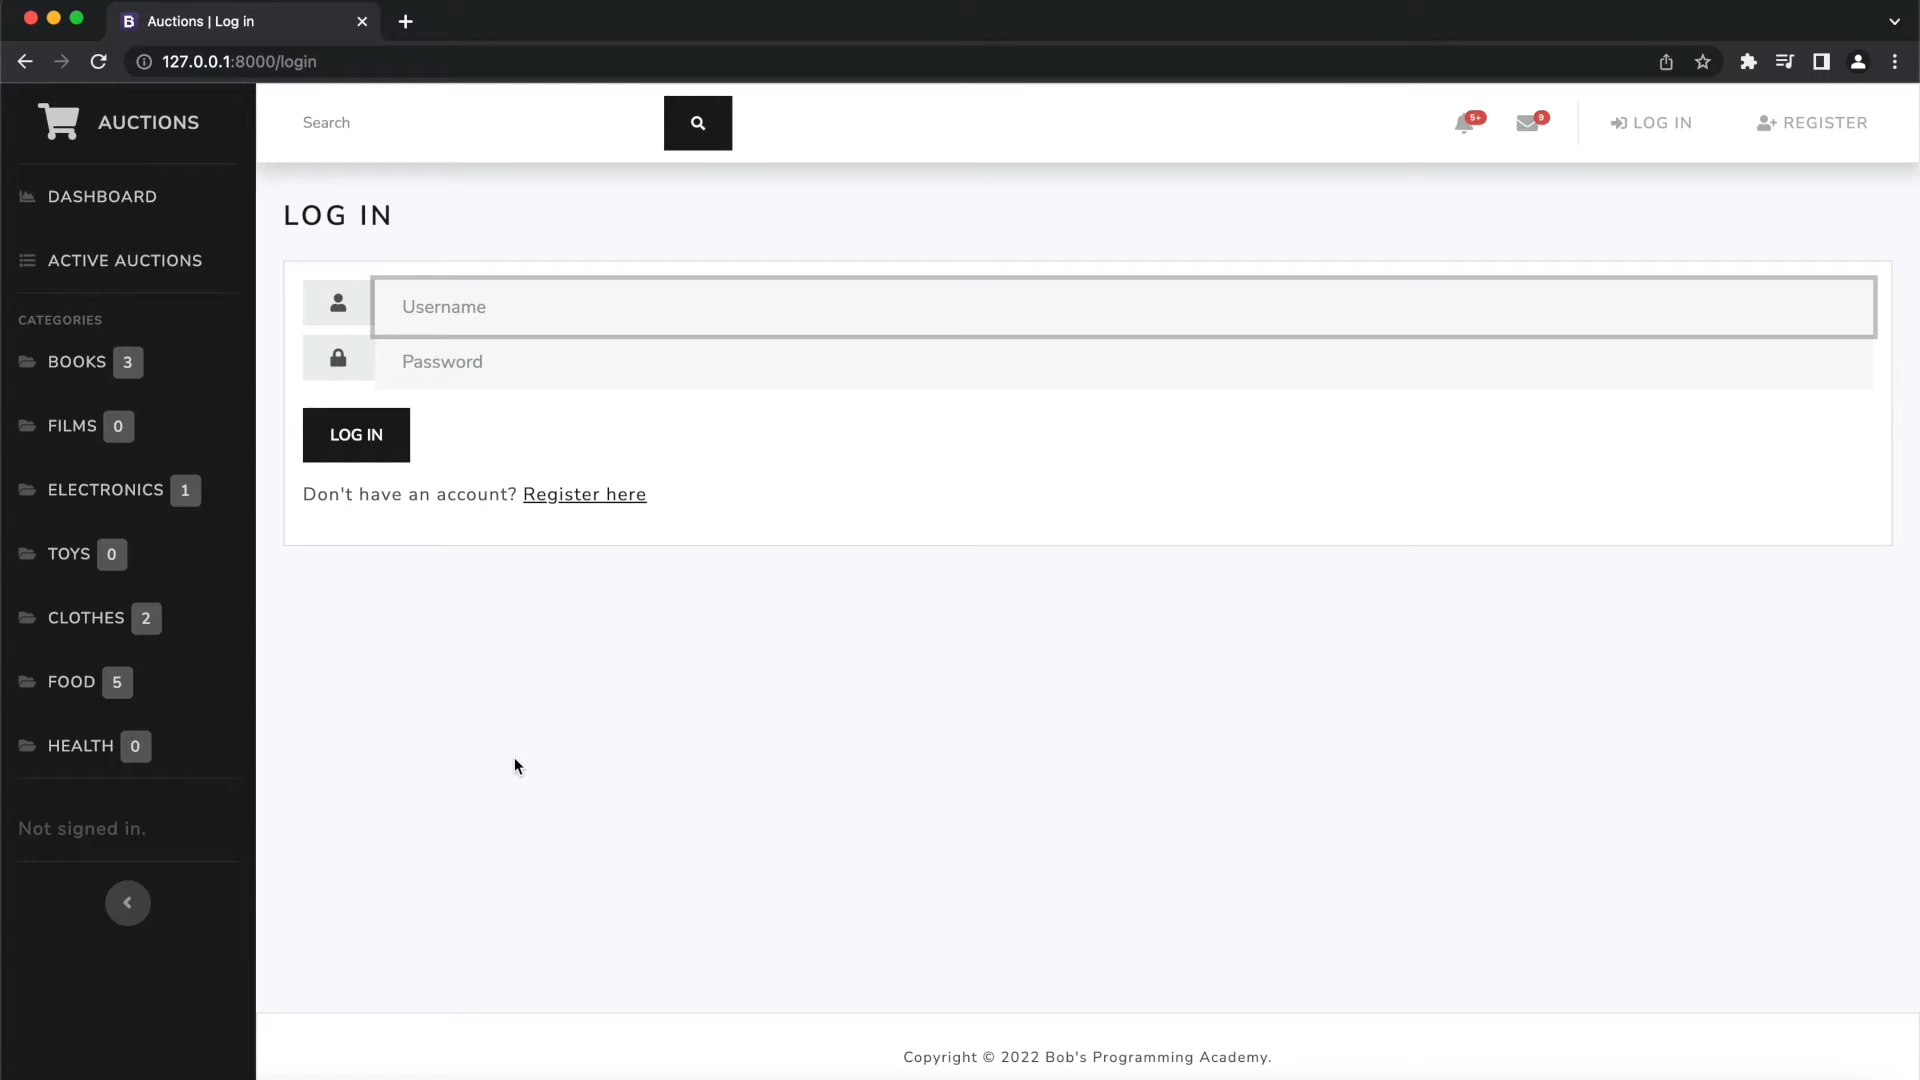 Auctions | Log in
127.0.0.1:8000/login
AUCTIONS
Search
5+
9
LOG IN
REGISTER
DASHBOARD
ACTIVE AUCTIONS
CATEGORIES
BOOKS 3
FILMS 0
ELECTRONICS 1
TOYS 0
CLOTHES 2
FOOD 5
HEALTH 0
Not signed in.
LOG IN
Username
Password
LOG IN
Don't have an account? Register here
Copyright © 2022 Bob's Programming Academy.